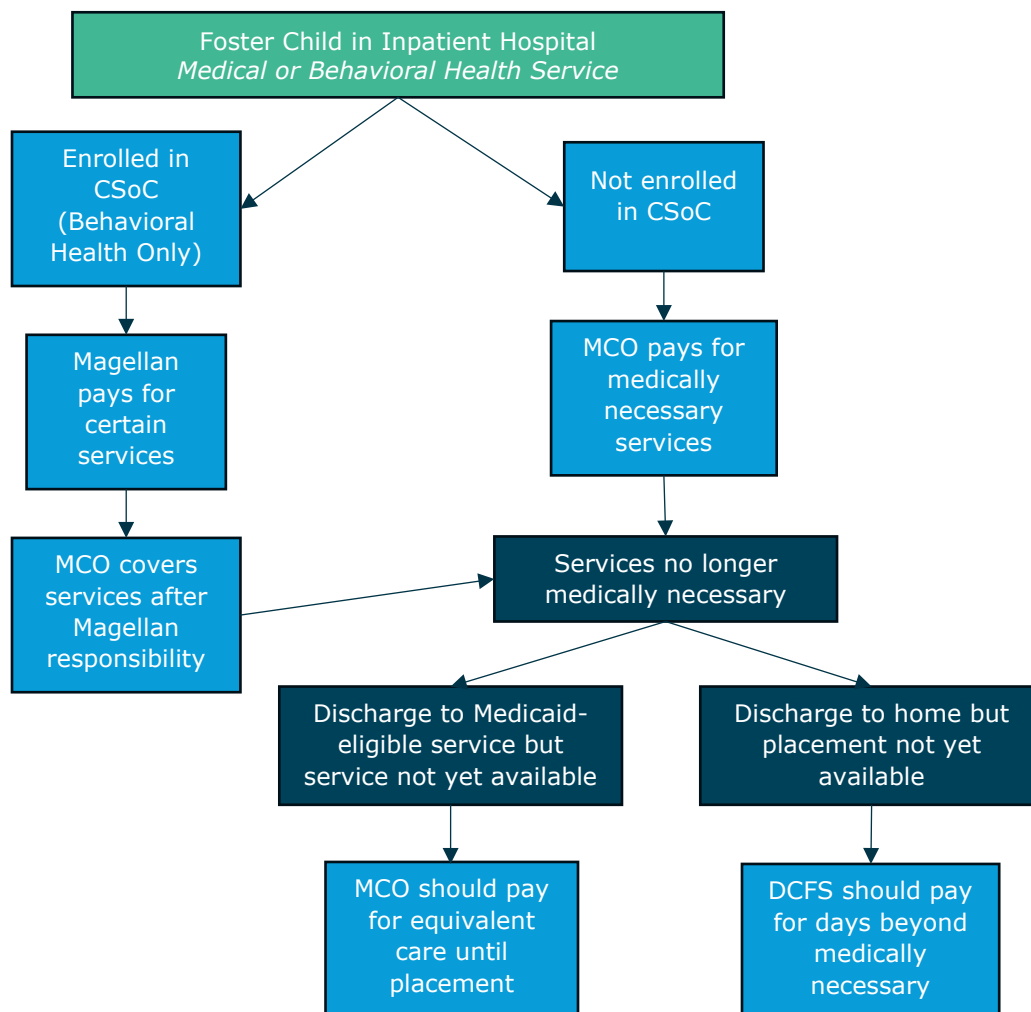 Foster Child in Inpatient Hospital
Medical or Behavioral Health Service
Enrolled in
CSoC
(Behavioral
Health Only)
Not enrolled
in CSoC
Magellan
pays for
certain
services
MCO pays for
medically
necessary
services
MCO covers
services after
Magellan
responsibility
Services no longer
medically necessary
Discharge to Medicaid-
eligible service but
service not yet available
Discharge to home but
placement not yet
available
MCO should pay
for equivalent
care until
placement
DCFS should pay
for days beyond
medically
necessary